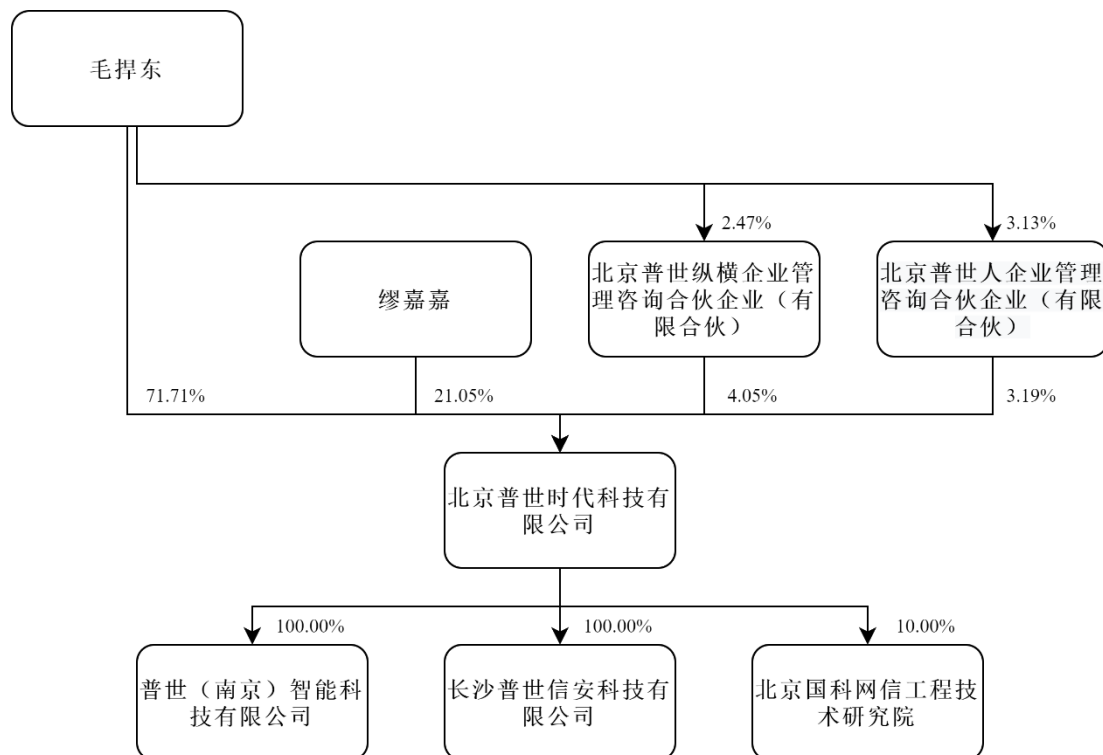 毛捍东
2.47%
3.13%
缪嘉嘉
北京普世纵横企业管
理咨询合伙企业（有
限合伙）
北京普世人企业管理
咨询合伙企业（有限
合伙）
71.71%
21.05%
4.05%
3.19%
北京普世时代科技有
限公司
100.00%
100.00%
10.00%
普世（南京）智能科
技有限公司
长沙普世信安科技有
限公司
北京国科网信工程技
术研究院